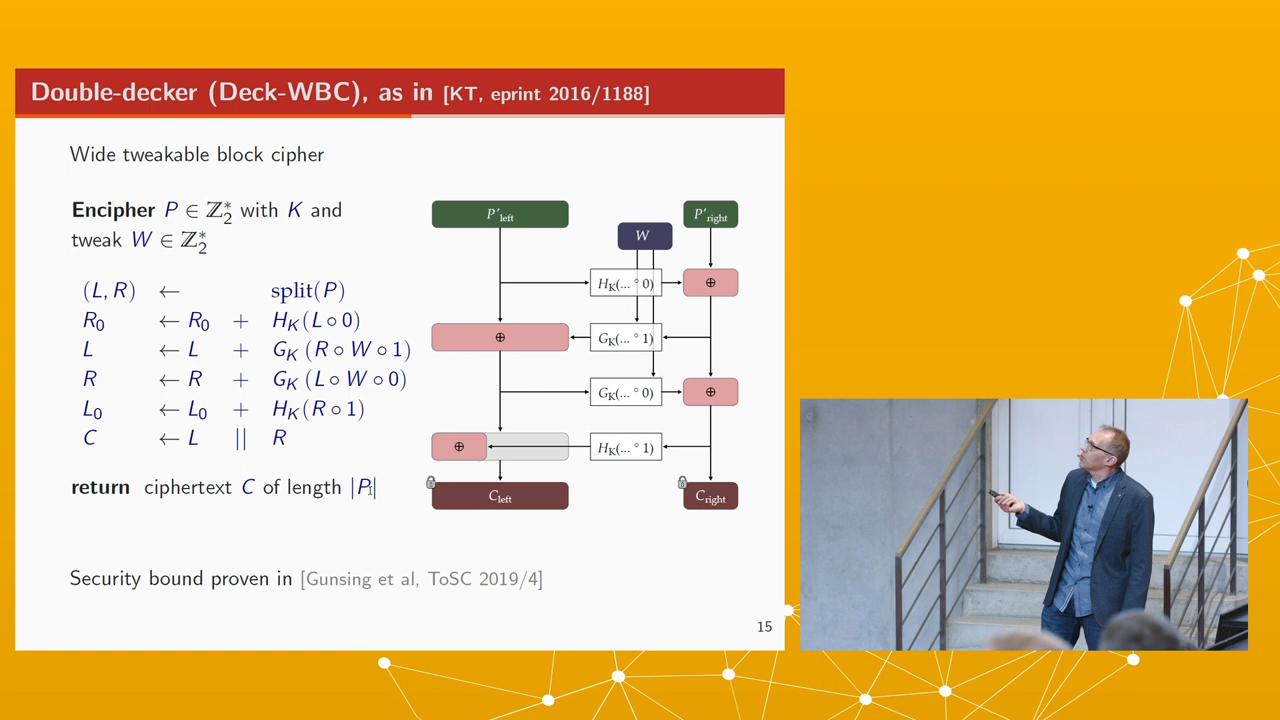 Double-decker (Deck-WBC), as in [KT, eprint 2016/1188]
Wide tweakable block cipher
Encipher P ∈ ℤ₂* with K and
tweak W ∈ ℤ₂*
(L, R) ← split(P)
R₀ ← R₀ + H_K(L ∘ 0)
L ← L + G_K (R ∘ W ∘ 1)
R ← R + G_K (L ∘ W ∘ 0)
L₀ ← L₀ + H_K(R ∘ 1)
C ← L || R
return ciphertext C of length |P|
Security bound proven in [Gunsing et al, ToSC 2019/4]
P′left
P′right
W
H_K(... ∘ 0)
⊕
⊕
G_K(... ∘ 1)
G_K(... ∘ 0)
⊕
⊕
H_K(... ∘ 1)
Cleft
Cright
15